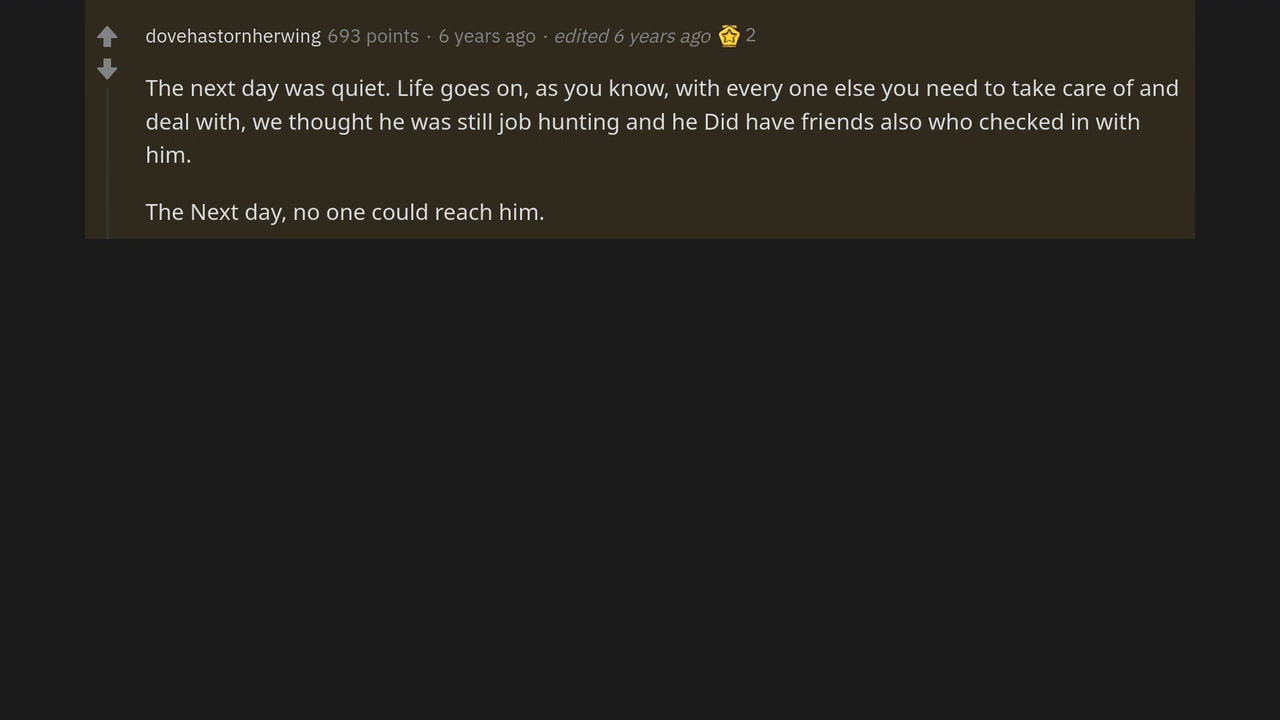 dovehastornherwing 693 points · 6 years ago · edited 6 years ago 2
The next day was quiet. Life goes on, as you know, with every one else you need to take care of and
deal with, we thought he was still job hunting and he Did have friends also who checked in with
him.
The Next day, no one could reach him.